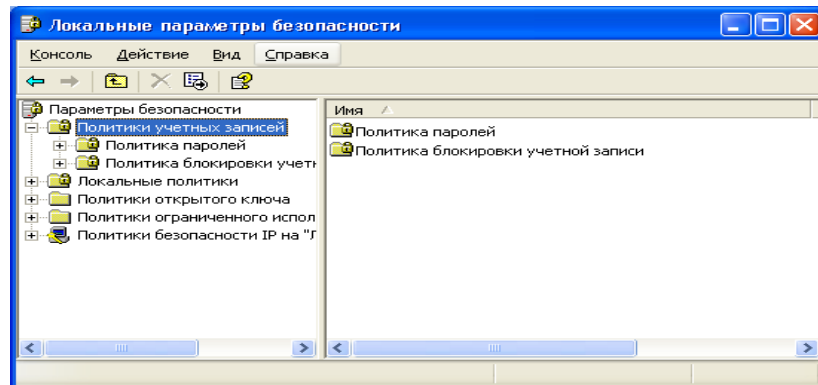 Локальные параметры безопасности
Консоль Действие Вид Справка
Параметры безопасности
Политики учетных записей
Политика паролей
Политика блокировки учетн
Локальные политики
Политики открытого ключа
Политики ограниченного испол
Политики безопасности IP на "Л
Имя
Политика паролей
Политика блокировки учетной записи